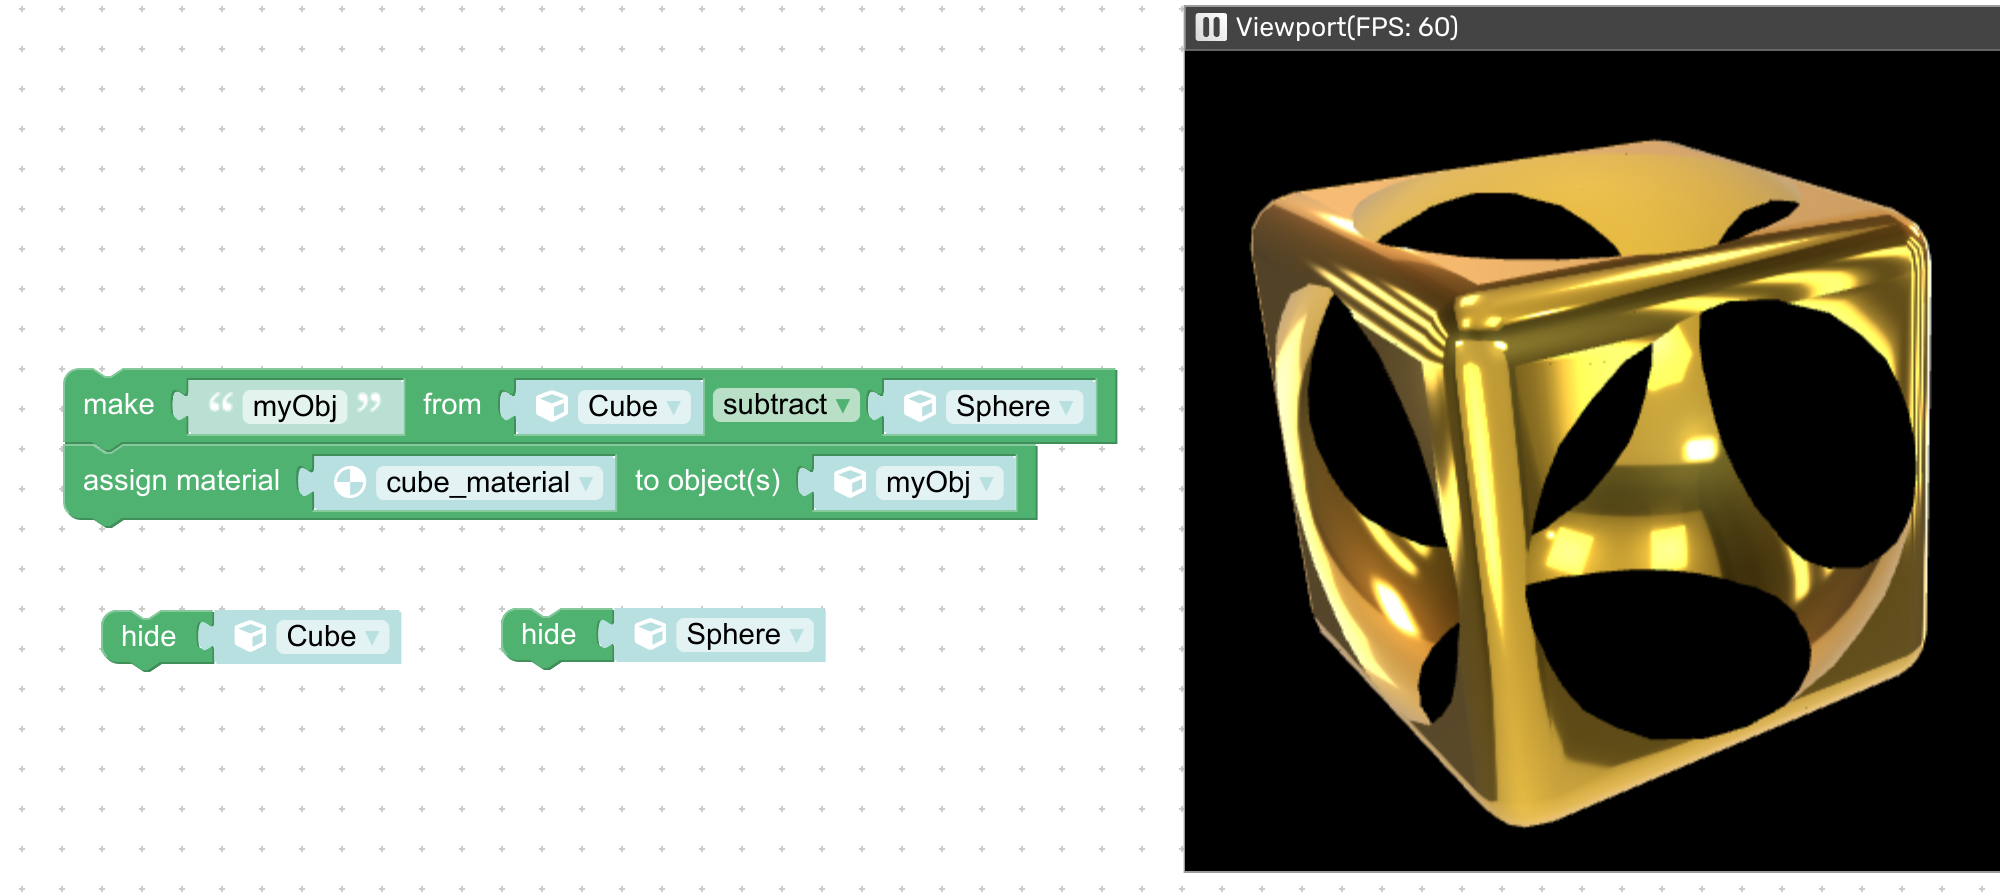 Viewport(FPS: 60)
make “ myObj ” from Cube subtract Sphere
assign material cube_material to object(s) myObj
hide Cube
hide Sphere